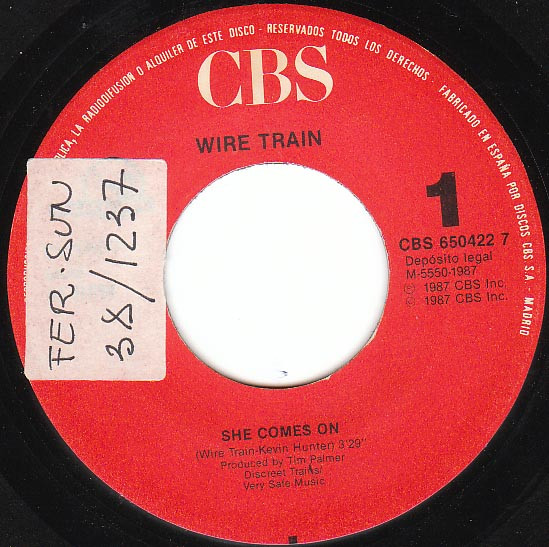 BLICA, LA RADIODIFUSION O ALQUILER DE ESTE DISCO - RESERVADOS TODOS LOS DERECHOS - FABRICADO EN ESPAÑA POR DISCOS CBS S.A. - MADRID
CBS
WIRE TRAIN
1
CBS 650422 7
Depósito legal
M-5550-1987
℗ 1987 CBS Inc.
© 1987 CBS Inc.
FER·SUN
38/1237
SHE COMES ON
(Wire Train-Kevin Hunter) 3'29"
Produced by Tim Palmer
Discreet Trains/
Very Safe Music